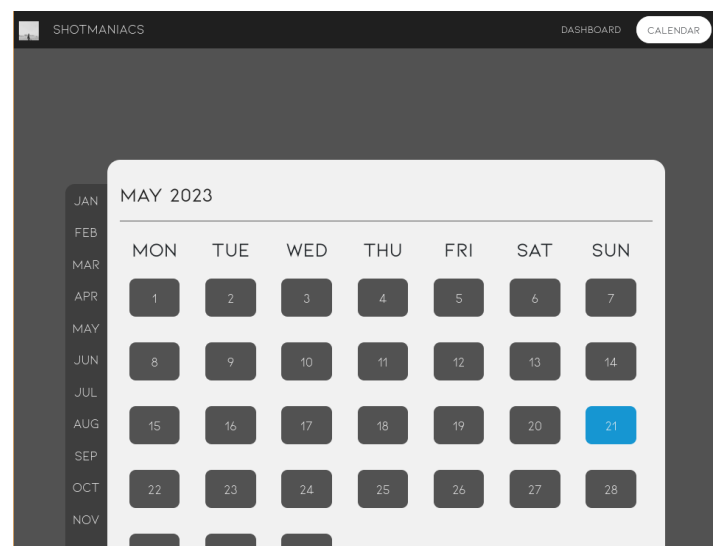 SHOTMANIACS DASHBOARD CALENDAR
JAN
FEB
MAR
APR
MAY
JUN
JUL
AUG
SEP
OCT
NOV
MAY 2023
MON TUE WED THU FRI SAT SUN
1 2 3 4 5 6 7
8 9 10 11 12 13 14
15 16 17 18 19 20 21
22 23 24 25 26 27 28